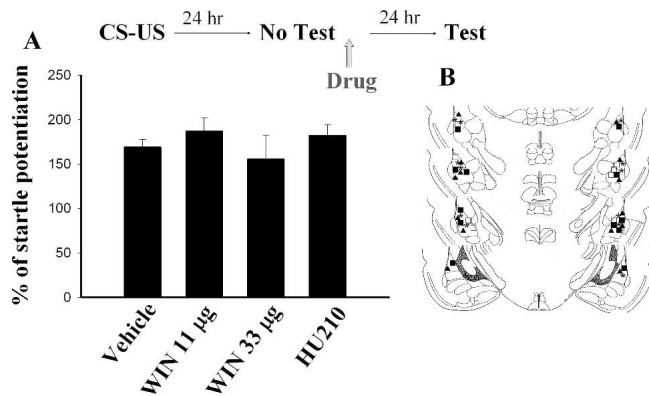 24 hr
24 hr
A
CS-US
No Test
Test
Drug
B
% of startle potentiation
250
200
150
100
50
0
Vehicle
WIN 11 µg
WIN 33 µg
HU210